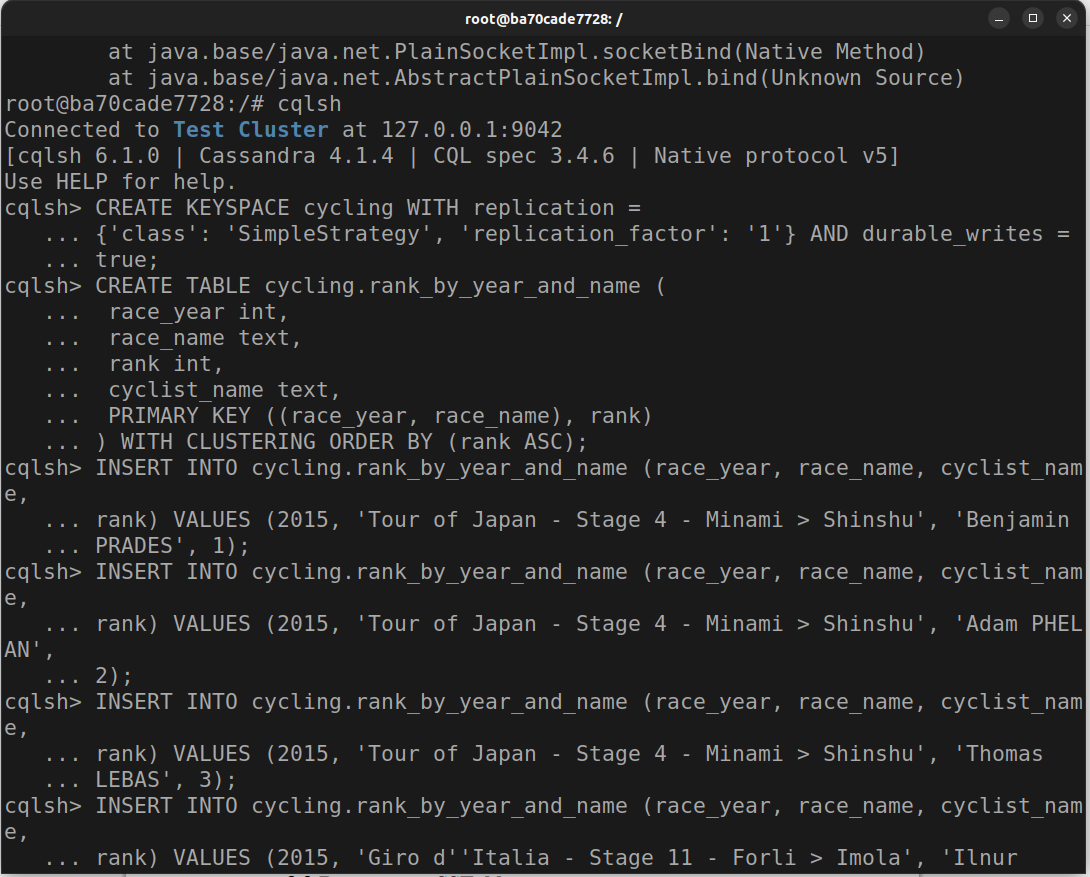 root@ba70cade7728: /
at java.base/java.net.PlainSocketImpl.socketBind(Native Method)
at java.base/java.net.AbstractPlainSocketImpl.bind(Unknown Source)
root@ba70cade7728:/# cqlsh
Connected to Test Cluster at 127.0.0.1:9042
[cqlsh 6.1.0 | Cassandra 4.1.4 | CQL spec 3.4.6 | Native protocol v5]
Use HELP for help.
cqlsh> CREATE KEYSPACE cycling WITH replication =
   ... {'class': 'SimpleStrategy', 'replication_factor': '1'} AND durable_writes =
   ... true;
cqlsh> CREATE TABLE cycling.rank_by_year_and_name (
   ...  race_year int,
   ...  race_name text,
   ...  rank int,
   ...  cyclist_name text,
   ...  PRIMARY KEY ((race_year, race_name), rank)
   ... ) WITH CLUSTERING ORDER BY (rank ASC);
cqlsh> INSERT INTO cycling.rank_by_year_and_name (race_year, race_name, cyclist_nam
e,
   ... rank) VALUES (2015, 'Tour of Japan - Stage 4 - Minami > Shinshu', 'Benjamin
   ... PRADES', 1);
cqlsh> INSERT INTO cycling.rank_by_year_and_name (race_year, race_name, cyclist_nam
e,
   ... rank) VALUES (2015, 'Tour of Japan - Stage 4 - Minami > Shinshu', 'Adam PHEL
AN',
   ... 2);
cqlsh> INSERT INTO cycling.rank_by_year_and_name (race_year, race_name, cyclist_nam
e,
   ... rank) VALUES (2015, 'Tour of Japan - Stage 4 - Minami > Shinshu', 'Thomas
   ... LEBAS', 3);
cqlsh> INSERT INTO cycling.rank_by_year_and_name (race_year, race_name, cyclist_nam
e,
   ... rank) VALUES (2015, 'Giro d''Italia - Stage 11 - Forli > Imola', 'Ilnur